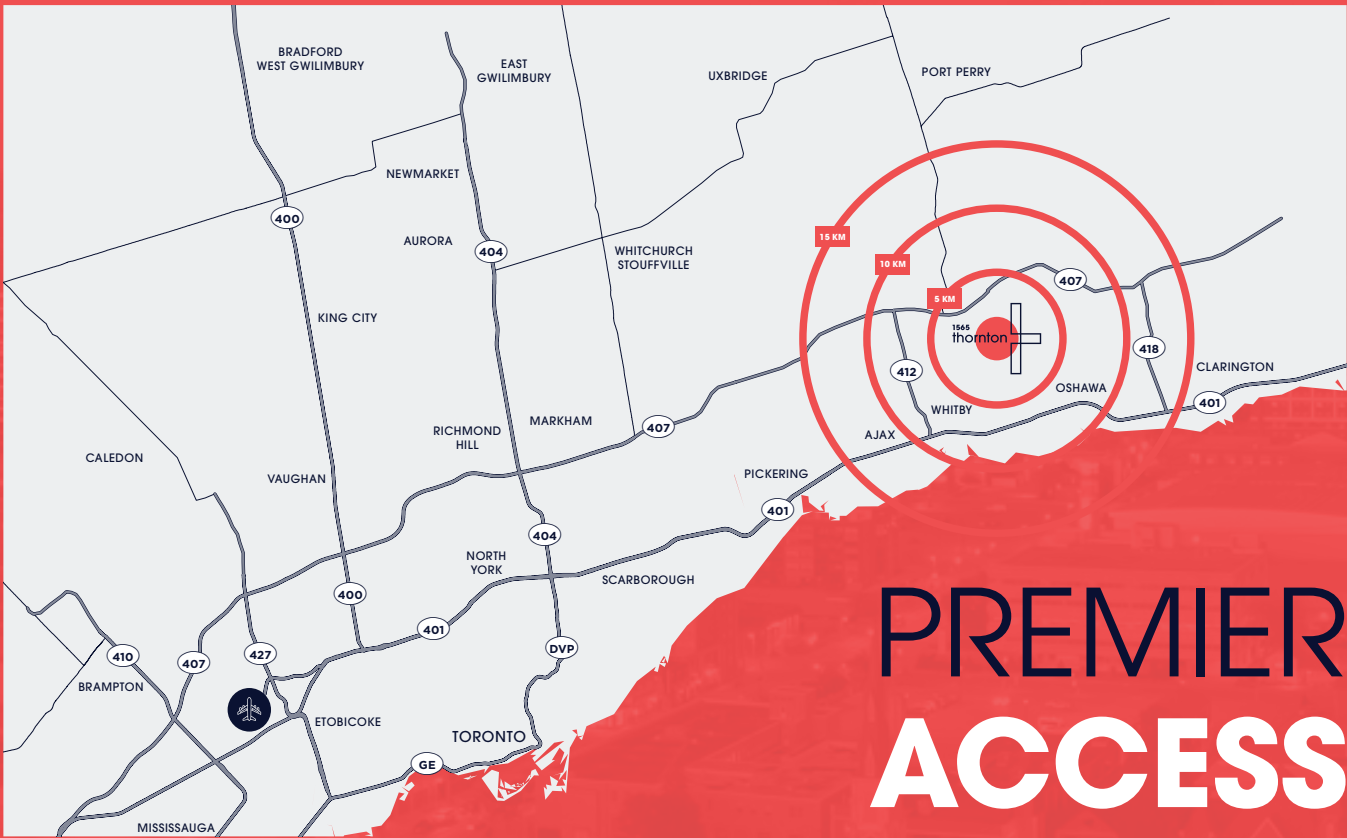 BRADFORD
WEST GWILIMBURY
EAST
GWILIMBURY
UXBRIDGE
PORT PERRY
NEWMARKET
400
AURORA
404
WHITCHURCH
STOUFFVILLE
15 KM
10 KM
5 KM
407
KING CITY
1565
thornton
418
412
CLARINGTON
OSHAWA
401
WHITBY
MARKHAM
RICHMOND
HILL
407
AJAX
CALEDON
VAUGHAN
PICKERING
401
404
NORTH
YORK
SCARBOROUGH
400
401
410
407
427
DVP
BRAMPTON
ETOBICOKE
TORONTO
GE
MISSISSAUGA
PREMIER
ACCESS